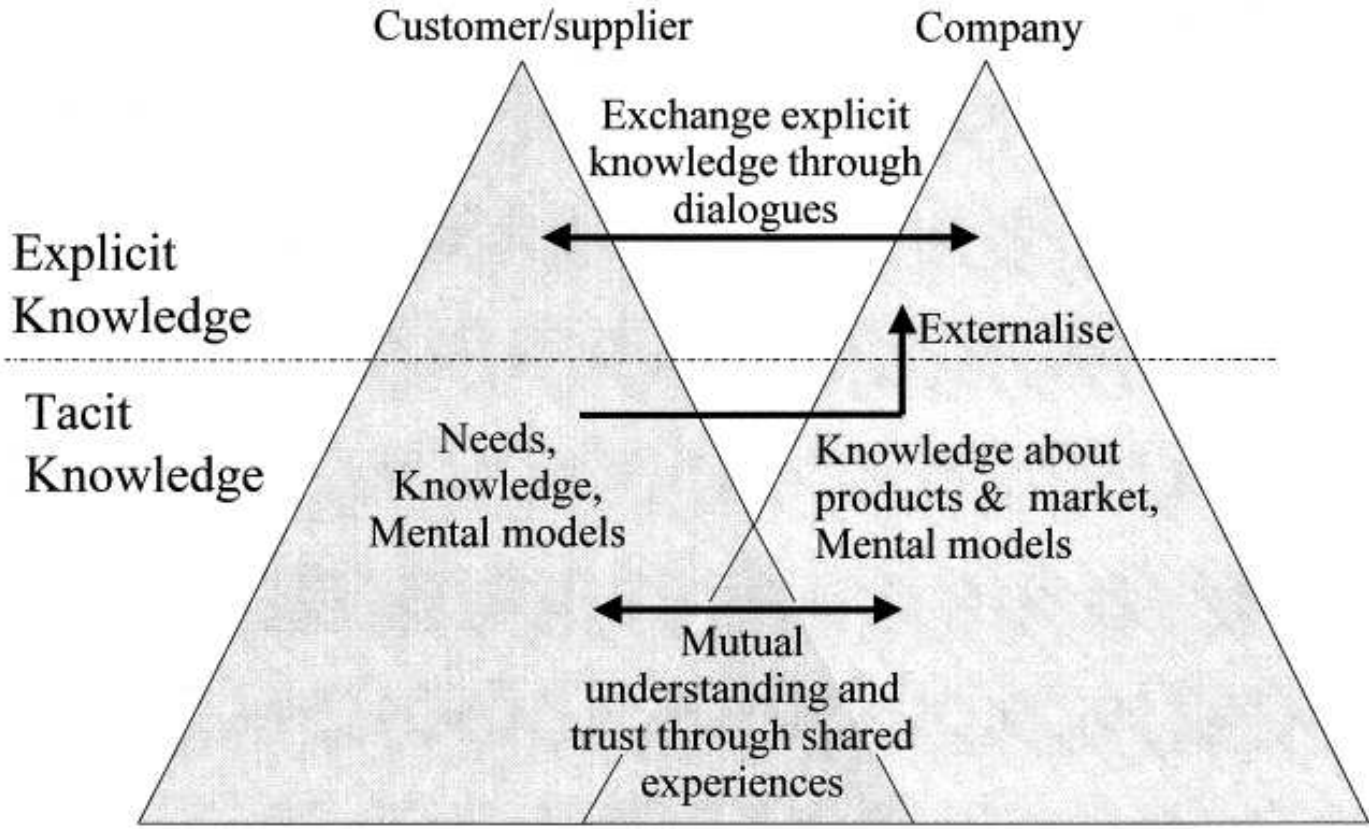 Customer/supplier
Company
Exchange explicit
knowledge through
dialogues
Explicit
Knowledge
Externalise
Tacit
Knowledge
Needs,
Knowledge,
Mental models
Knowledge about
products & market,
Mental models
Mutual
understanding and
trust through shared
experiences